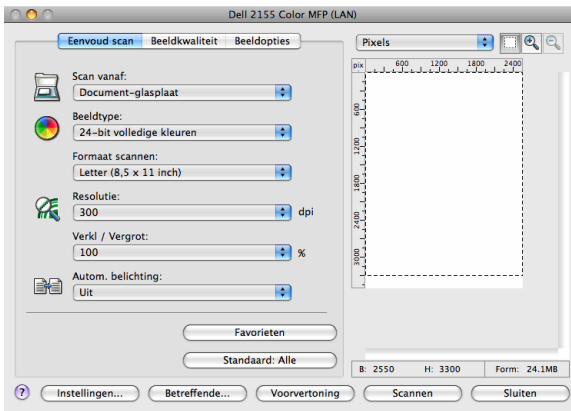 Dell 2155 Color MFP (LAN)
Eenvoud scan Beeldkwaliteit Beeldopties
Scan vanaf:
Document-glasplaat
Beeldtype:
24-bit volledige kleuren
Formaat scannen:
Letter (8,5 x 11 inch)
Resolutie:
300 dpi
Verkl / Vergrot:
100 %
Autom. belichting:
Uit
Favorieten
Standaard: Alle
Pixels
pix 600 1200 1800 2400
600
1200
1800
2400
3000
B: 2550 H: 3300 Form: 24.1MB
? Instellingen... Betreffende... Voorvertoning Scannen Sluiten